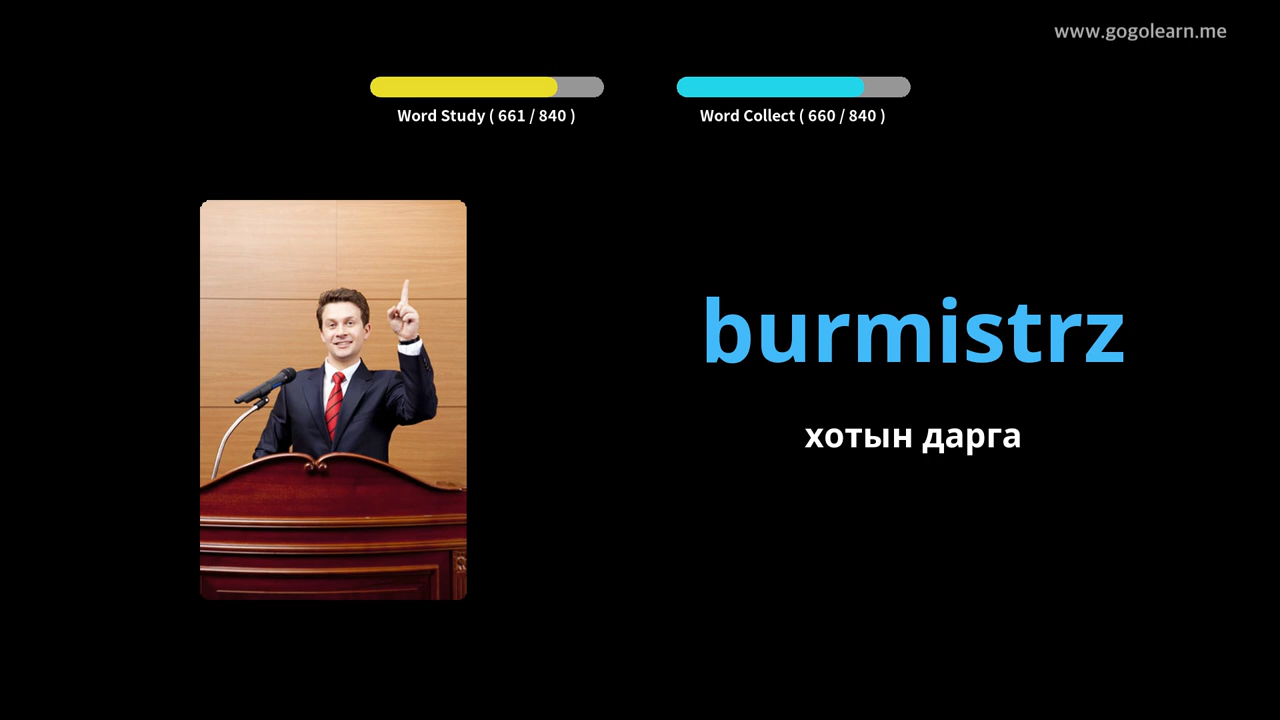 www.gogolearn.me
Word Study ( 661 / 840 )
Word Collect ( 660 / 840 )
burmistrz
хотын дарга